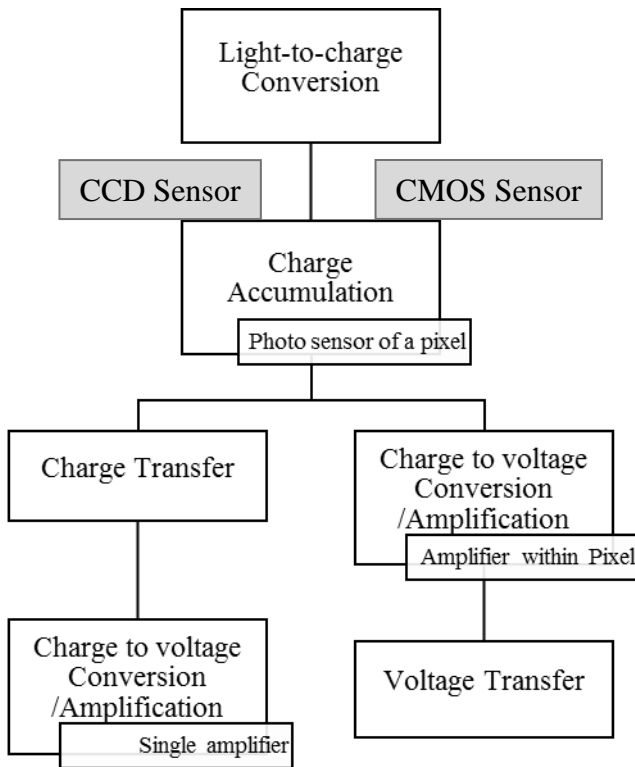 Light-to-charge
Conversion
CCD Sensor
CMOS Sensor
Charge
Accumulation
Photo sensor of a pixel
Charge Transfer
Charge to voltage
Conversion
/Amplification
Amplifier within Pixel
Charge to voltage
Conversion
/Amplification
Single amplifier
Voltage Transfer